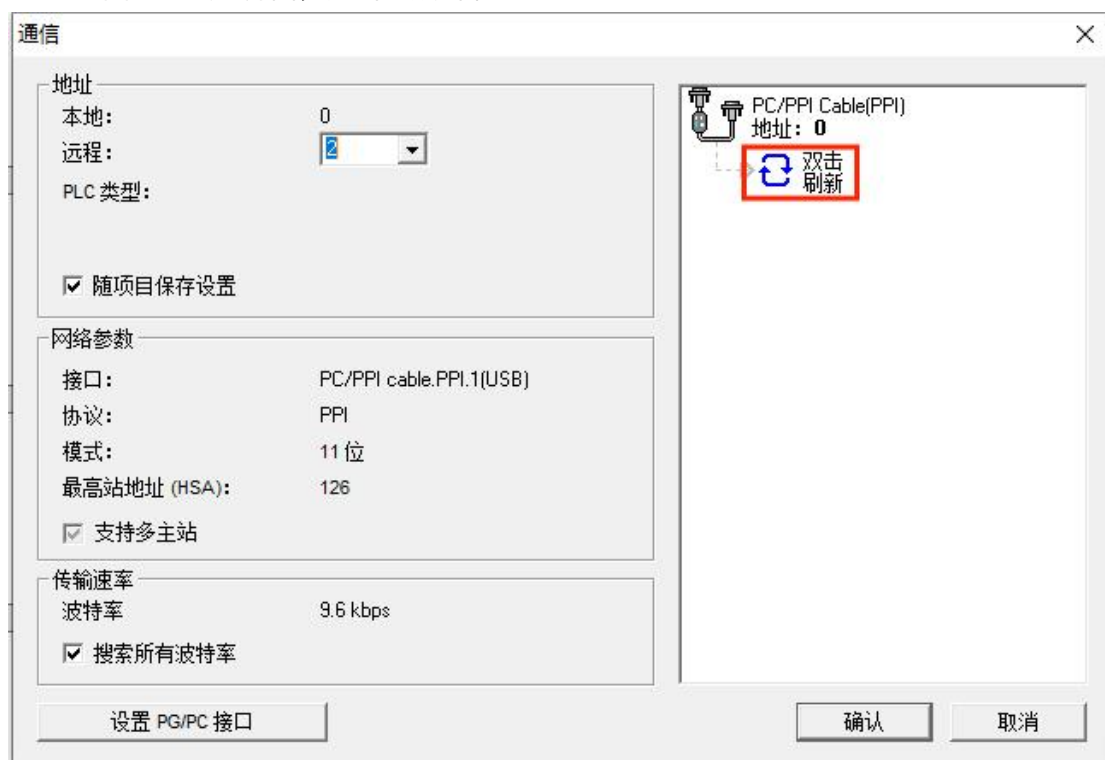 通信
地址
本地： 0
远程： 2
PLC 类型：
随项目保存设置
网络参数
接口： PC/PPI cable.PPI.1(USB)
协议： PPI
模式： 11 位
最高站地址 (HSA)： 126
支持多主站
传输速率
波特率 9.6 kbps
搜索所有波特率
设置 PG/PC 接口
PC/PPI Cable(PPI)
地址： 0
双击
刷新
确认
取消